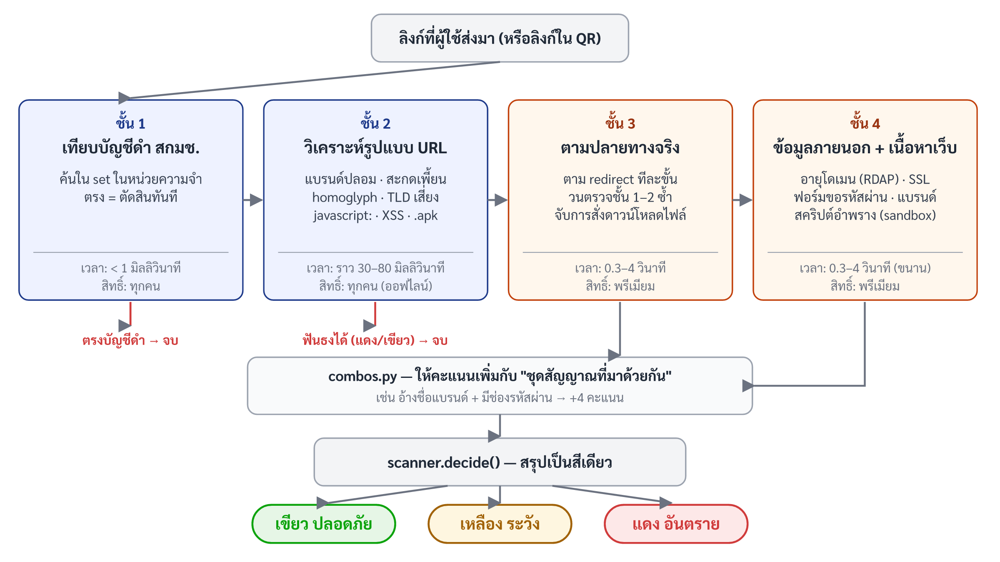 ลิงก์ที่ผู้ใช้ส่งมา (หรือลิงก์ใน QR)
ชั้น 1
เทียบบัญชีดำ สกมช.
ค้นใน set ในหน่วยความจำ
ตรง = ตัดสินทันที
เวลา: < 1 มิลลิวินาที
สิทธิ์: ทุกคน
ชั้น 2
วิเคราะห์รูปแบบ URL
แบรนด์ปลอม · สะกดเพี้ยน
homoglyph · TLD เสี่ยง
javascript: · XSS · .apk
เวลา: ราว 30–80 มิลลิวินาที
สิทธิ์: ทุกคน (ออฟไลน์)
ชั้น 3
ตามปลายทางจริง
ตาม redirect ทีละขั้น
วนตรวจชั้น 1–2 ซ้ำ
จับการสั่งดาวน์โหลดไฟล์
เวลา: 0.3–4 วินาที
สิทธิ์: พรีเมียม
ชั้น 4
ข้อมูลภายนอก + เนื้อหาเว็บ
อายุโดเมน (RDAP) · SSL
ฟอร์มขอรหัสผ่าน · แบรนด์
สคริปต์อำพราง (sandbox)
เวลา: 0.3–4 วินาที (ขนาน)
สิทธิ์: พรีเมียม
ตรงบัญชีดำ → จบ
ฟันธงได้ (แดง/เขียว) → จบ
combos.py — ให้คะแนนเพิ่มกับ "ชุดสัญญาณที่มาด้วยกัน"
เช่น อ้างชื่อแบรนด์ + มีช่องรหัสผ่าน → +4 คะแนน
scanner.decide() — สรุปเป็นสีเดียว
เขียว ปลอดภัย
เหลือง ระวัง
แดง อันตราย